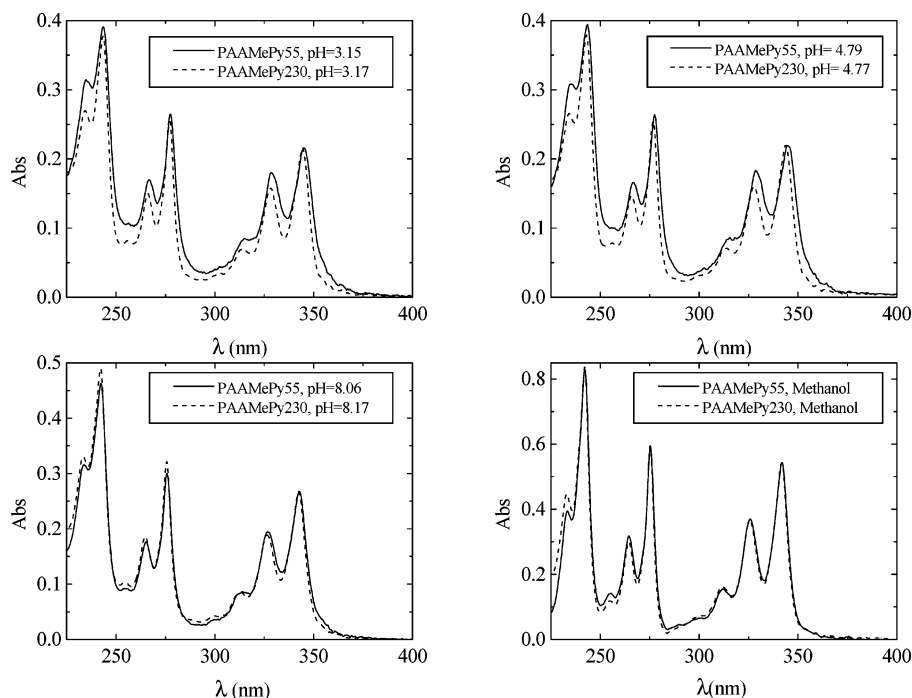 0.4
0.3
0.2
0.1
0.0
Abs
PAAMePy55, pH=3.15
PAAMePy230, pH=3.17
250
300
350
400
λ (nm)
0.4
0.3
0.2
0.1
0.0
Abs
PAAMePy55, pH= 4.79
PAAMePy230, pH= 4.77
250
300
350
400
λ (nm)
0.5
0.4
0.3
0.2
0.1
0.0
Abs
PAAMePy55, pH=8.06
PAAMePy230, pH=8.17
250
300
350
400
λ (nm)
0.8
0.6
0.4
0.2
0.0
Abs
PAAMePy55, Methanol
PAAMePy230, Methanol
250
300
350
400
λ(nm)